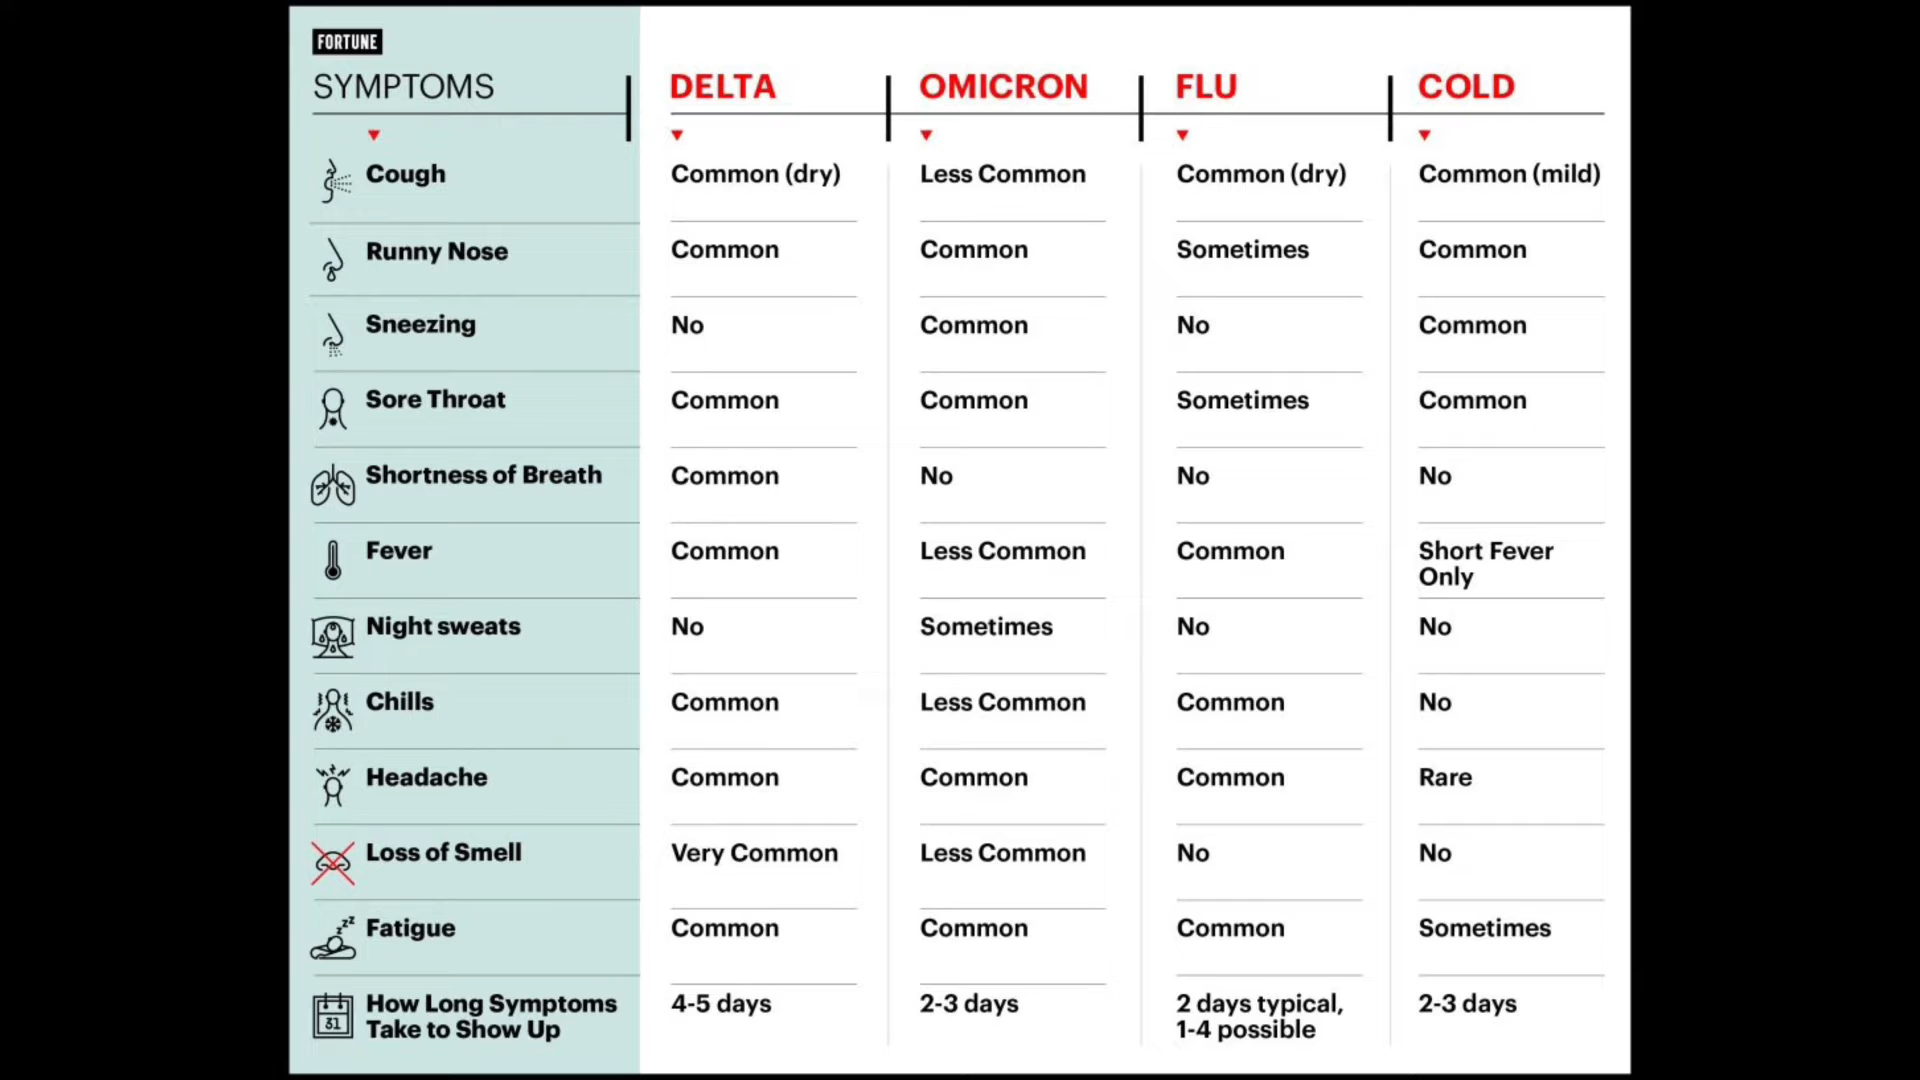 FORTUNE
SYMPTOMS DELTA OMICRON FLU COLD
Cough Common (dry) Less Common Common (dry) Common (mild)
Runny Nose Common Common Sometimes Common
Sneezing No Common No Common
Sore Throat Common Common Sometimes Common
Shortness of Breath Common No No No
Fever Common Less Common Common Short Fever
Only
Night sweats No Sometimes No No
Chills Common Less Common Common No
Headache Common Common Common Rare
Loss of Smell Very Common Less Common No No
zzZ
Fatigue Common Common Common Sometimes
How Long Symptoms 4-5 days 2-3 days 2 days typical, 2-3 days
31 Take to Show Up 1-4 possible